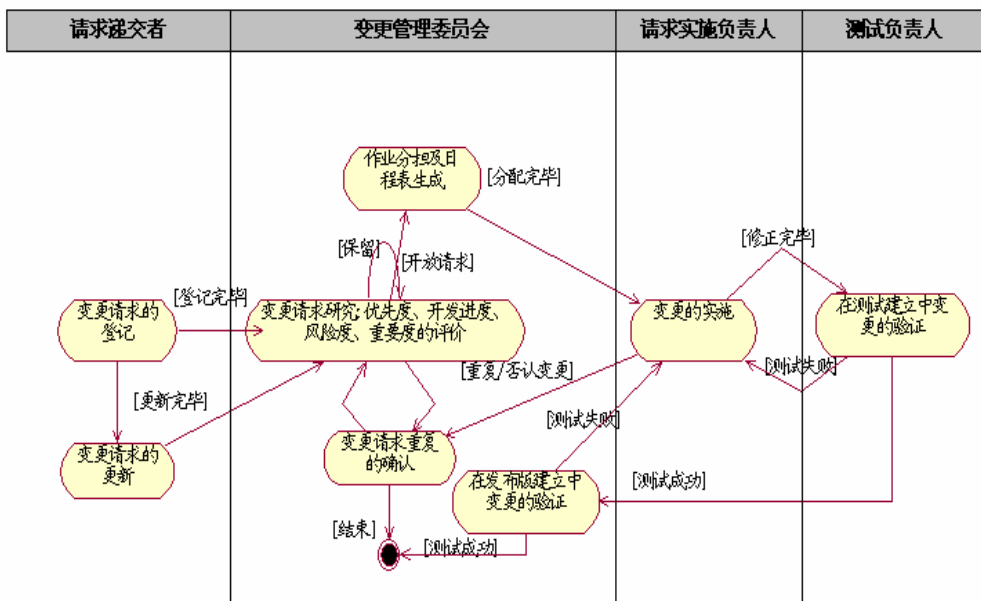 请求递交者
变更管理委员会
请求实施负责人
测试负责人
作业分担及日
程表生成
[分配完毕]
[保留]
[开放请求]
[修正完毕]
[登记完毕]
变更请求的
登记
变更请求研究:优先度、开发进度、
风险度、重要度的评价
变更的实施
在测试建立中变
更的验证
[重复/否认变更]
[测试失败]
[更新完毕]
[测试失败]
变更请求的
更新
变更请求重复
的确认
在发布版建立中
变更的验证
[测试成功]
[结束]
[测试成功]